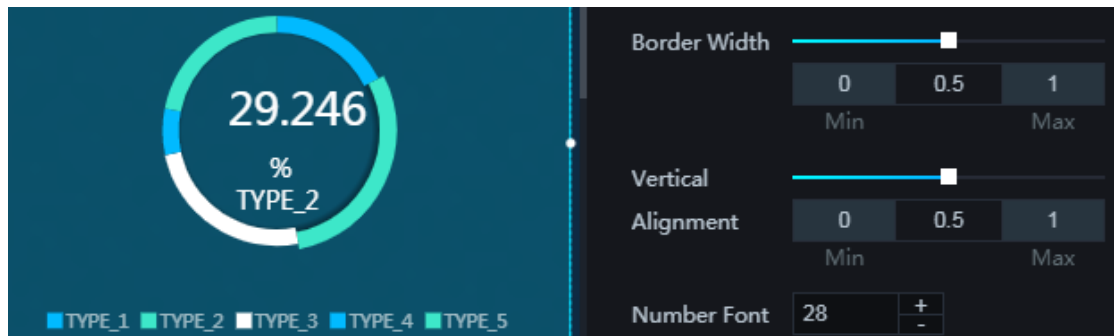 29.246
%
TYPE_2
TYPE_1 TYPE_2 TYPE_3 TYPE_4 TYPE_5
Border Width
0 0.5 1
Min Max
Vertical
Alignment
0 0.5 1
Min Max
Number Font 28 + -